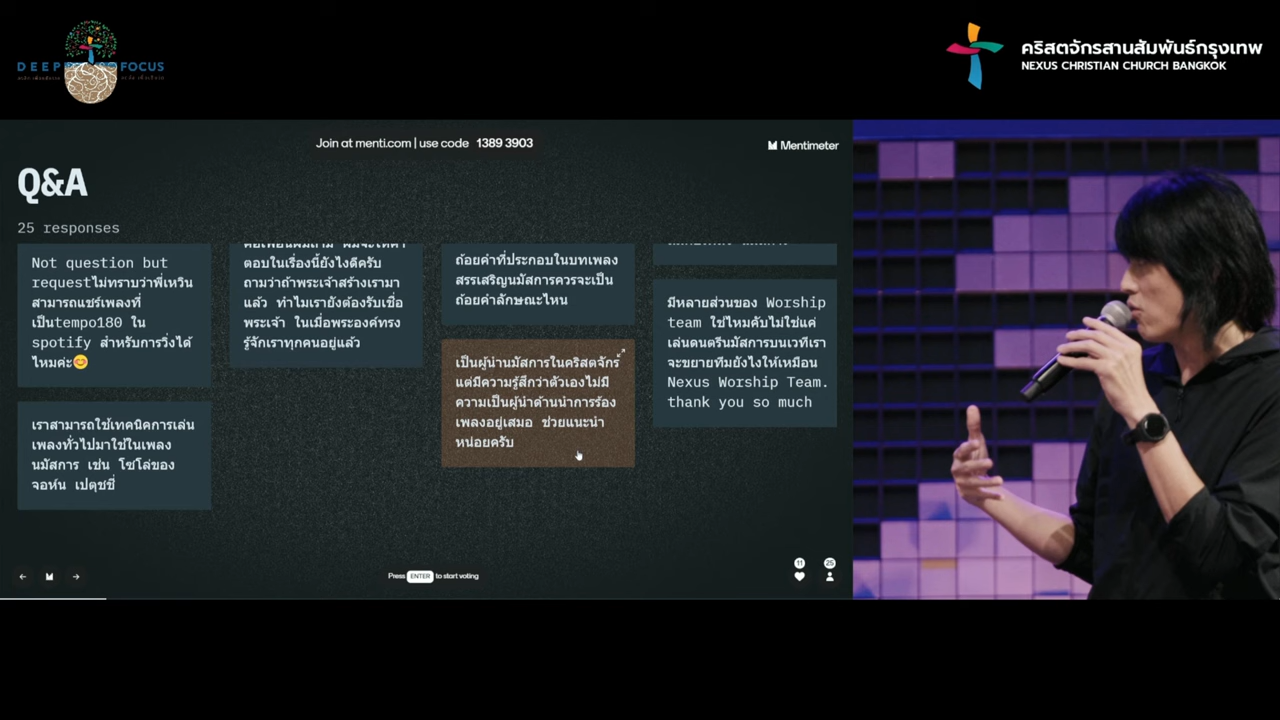 DEEP FOCUS
คริสตจักรสานสัมพันธ์กรุงเทพ
NEXUS CHRISTIAN CHURCH BANGKOK
Join at menti.com | use code 1389 3903
Mentimeter
Q&A
25 responses
Not question but
requestไม่ทราบว่าพี่เหวิน
สามารถแชร์เพลงที่
เป็นtempo180 ใน
spotify สำหรับการวิ่งได้
ไหมค่ะ😊
เราสามารถใช้เทคนิคการเล่น
เพลงทั่วไปมาใช้ในเพลง
นมัสการ เช่น โซโล่ของ
จอห์น เปตุชชี่
ตอบในเรื่องนี้ยังไงดีครับ
ถามว่าถ้าพระเจ้าสร้างเรามา
แล้ว ทำไมเรายังต้องรับเชื่อ
พระเจ้า ในเมื่อพระองค์ทรง
รู้จักเราทุกคนอยู่แล้ว
ถ้อยคำที่ประกอบในบทเพลง
สรรเสริญนมัสการควรจะเป็น
ถ้อยคำลักษณะไหน
เป็นผู้นำนมัสการในคริสตจักร
แต่มีความรู้สึกว่าตัวเองไม่มี
ความเป็นผู้นำด้านนำการร้อง
เพลงอยู่เสมอ ช่วยแนะนำ
หน่อยครับ
มีหลายส่วนของ Worship
team ใช่ไหมคับไม่ใช่แค่
เล่นดนตรีนมัสการบนเวทีเรา
จะขยายทีมยังไงให้เหมือน
Nexus Worship Team.
thank you so much
Press ENTER to start voting
11
25